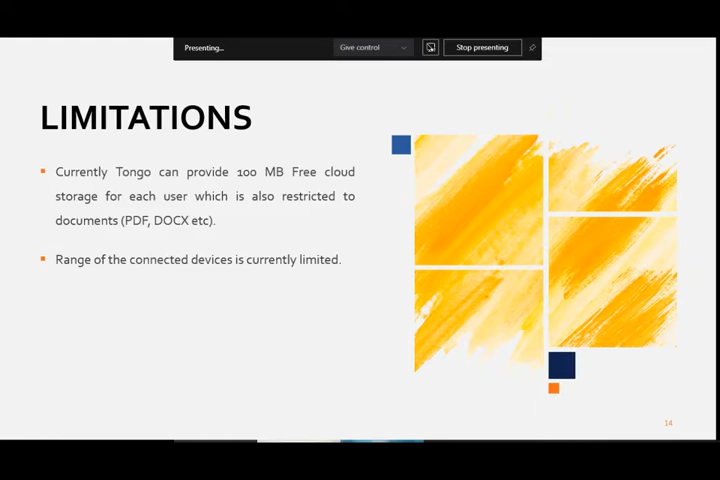 Presenting...
Give control
Stop presenting
LIMITATIONS
Currently Tongo can provide 100 MB Free cloud
storage for each user which is also restricted to
documents (PDF, DOCX etc).
Range of the connected devices is currently limited.
14